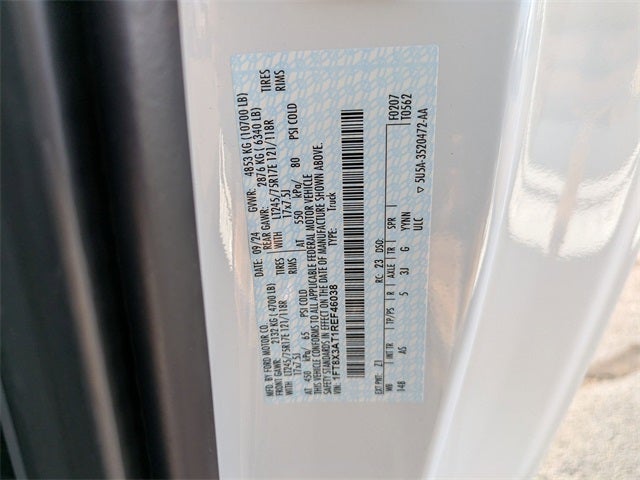 MFD. BY FORD MOTOR CO.
DATE: 09/24 GVWR: 4853 KG (10700 LB)
FRONT GAWR: 2132 KG (4700 LB) REAR GAWR: 2876 KG (6340 LB)
LT245/75R17E 121/118R TIRES WITH LT245/75R17E 121/118R TIRES
17x7.5J RIMS 17x7.5J RIMS
AT 450 kPa/ 65 PSI COLD AT 550 kPa/ 80 PSI COLD
THIS VEHICLE CONFORMS TO ALL APPLICABLE FEDERAL MOTOR VEHICLE
SAFETY STANDARDS IN EFFECT ON THE DATE OF MANUFACTURE SHOWN ABOVE.
VIN: 1FTBX3AT1REF46038 TYPE: Truck
F0207
T0562
EXT PNT: Z1 RC: 23 DSO:
WB INTR TP/PS R AXLE TR SPR
148 AS 5 3J G YYNN
ULC
▽ 5U5A-3520472-AA